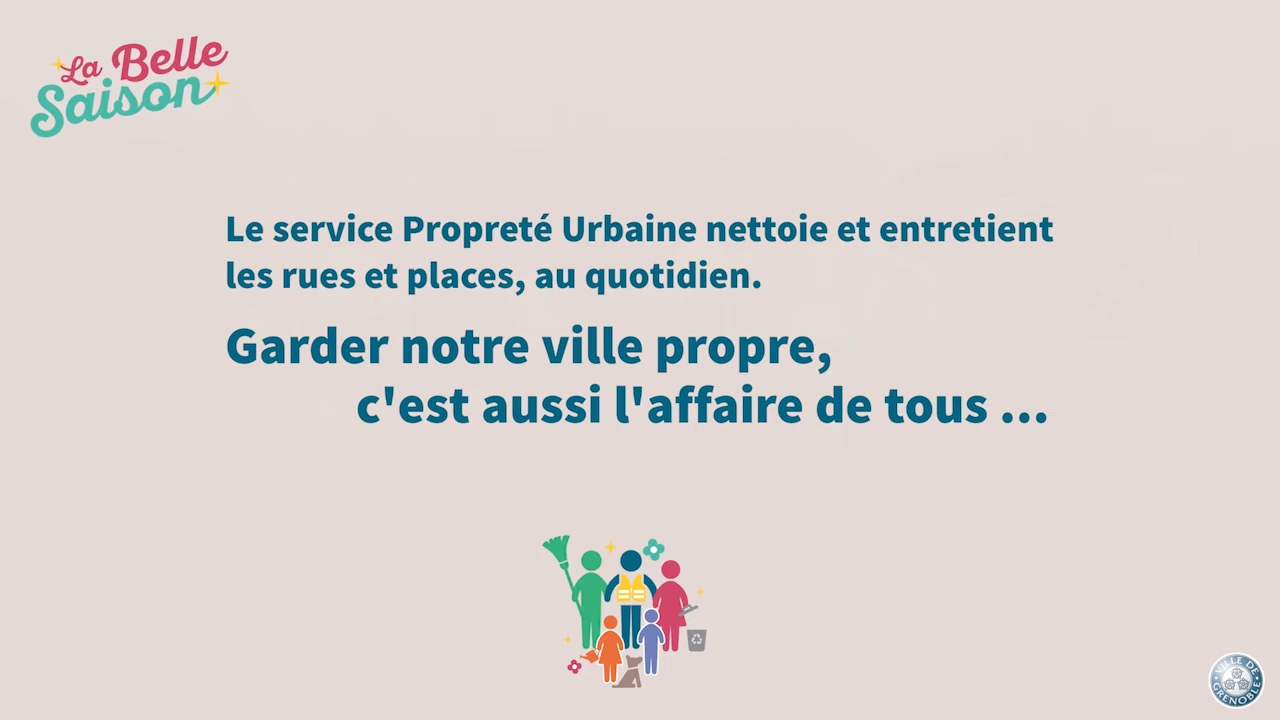 La Belle
Saison
Le service Propreté Urbaine nettoie et entretient
les rues et places, au quotidien.
Garder notre ville propre,
c'est aussi l'affaire de tous ...
VILLE DE
GRENOBLE